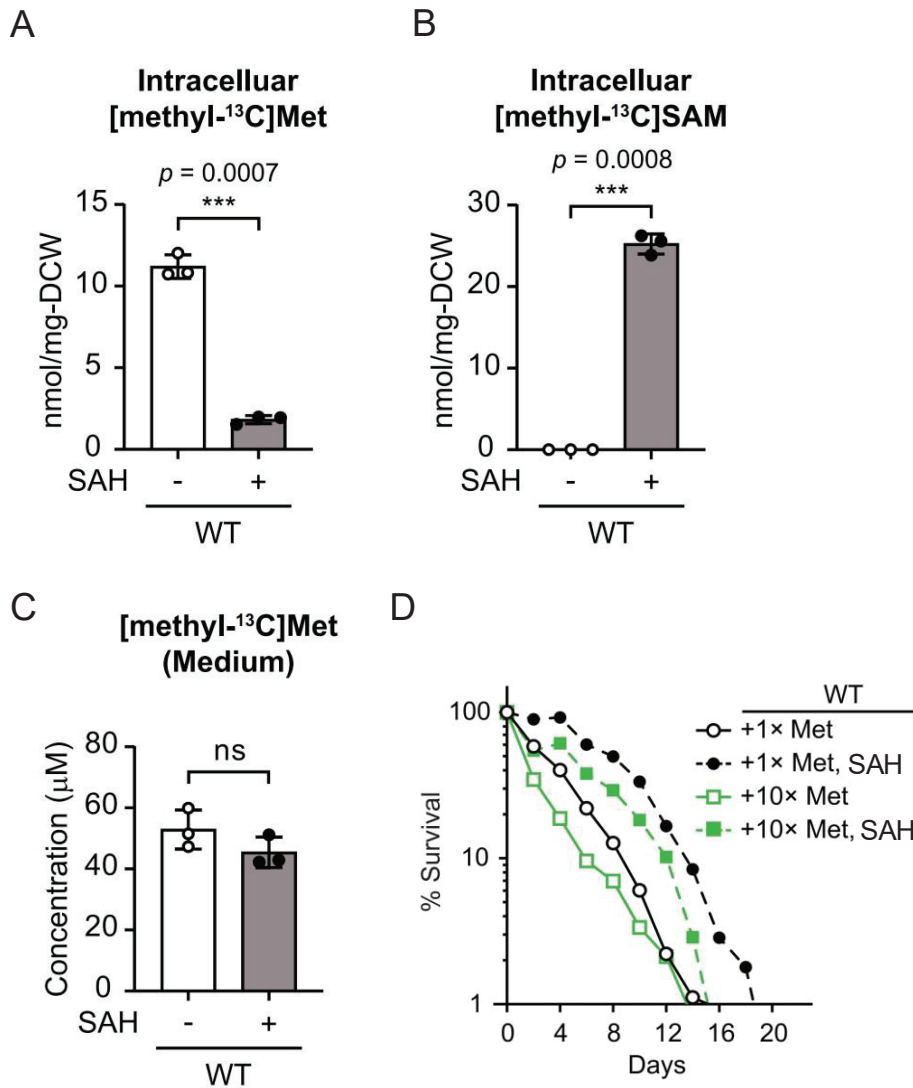 A
Intracelluar
[methyl-¹³C]Met
p = 0.0007
***
15
10
5
0
nmol/mg-DCW
SAH - +
WT
B
Intracelluar
[methyl-¹³C]SAM
p = 0.0008
***
30
20
10
0
nmol/mg-DCW
SAH - +
WT
C
[methyl-¹³C]Met
(Medium)
ns
80
60
40
20
0
Concentration (μM)
SAH - +
WT
D
WT
+1× Met
+1× Met, SAH
+10× Met
+10× Met, SAH
100
10
1
% Survival
0 4 8 12 16 20
Days